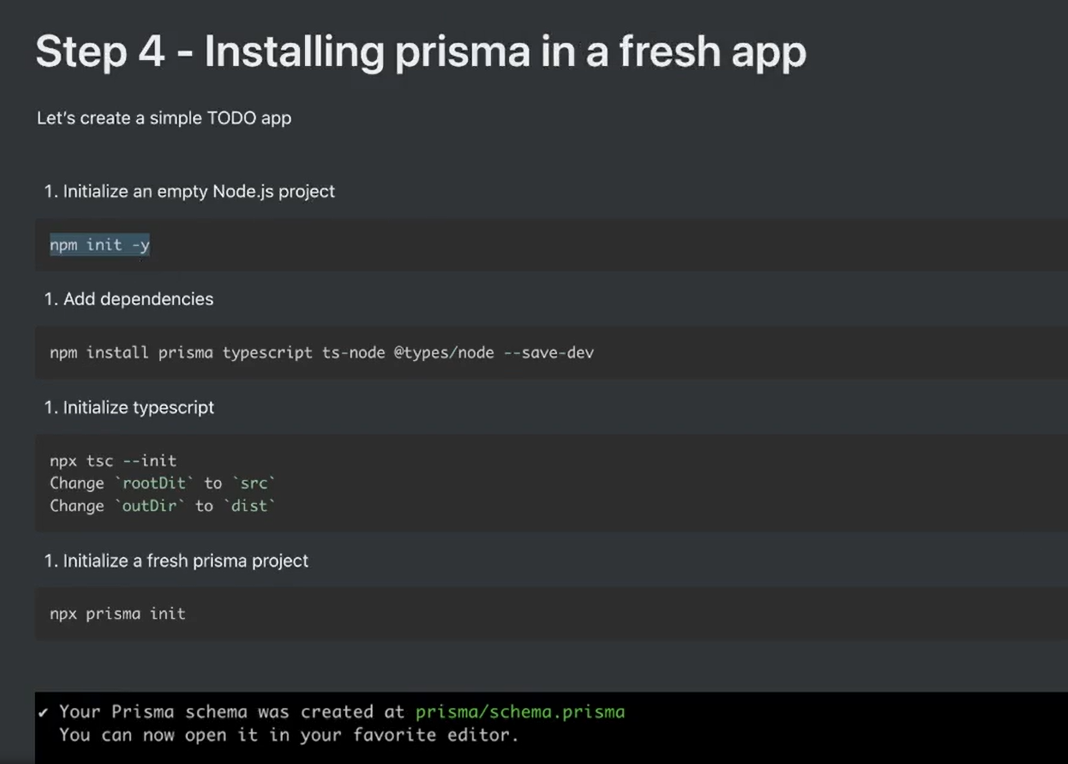 Step 4 - Installing prisma in a fresh app
Let's create a simple TODO app
1. Initialize an empty Node.js project
npm init -y
1. Add dependencies
npm install prisma typescript ts-node @types/node --save-dev
1. Initialize typescript
npx tsc --init
Change `rootDit` to `src`
Change `outDir` to `dist`
1. Initialize a fresh prisma project
npx prisma init
✔ Your Prisma schema was created at prisma/schema.prisma
You can now open it in your favorite editor.